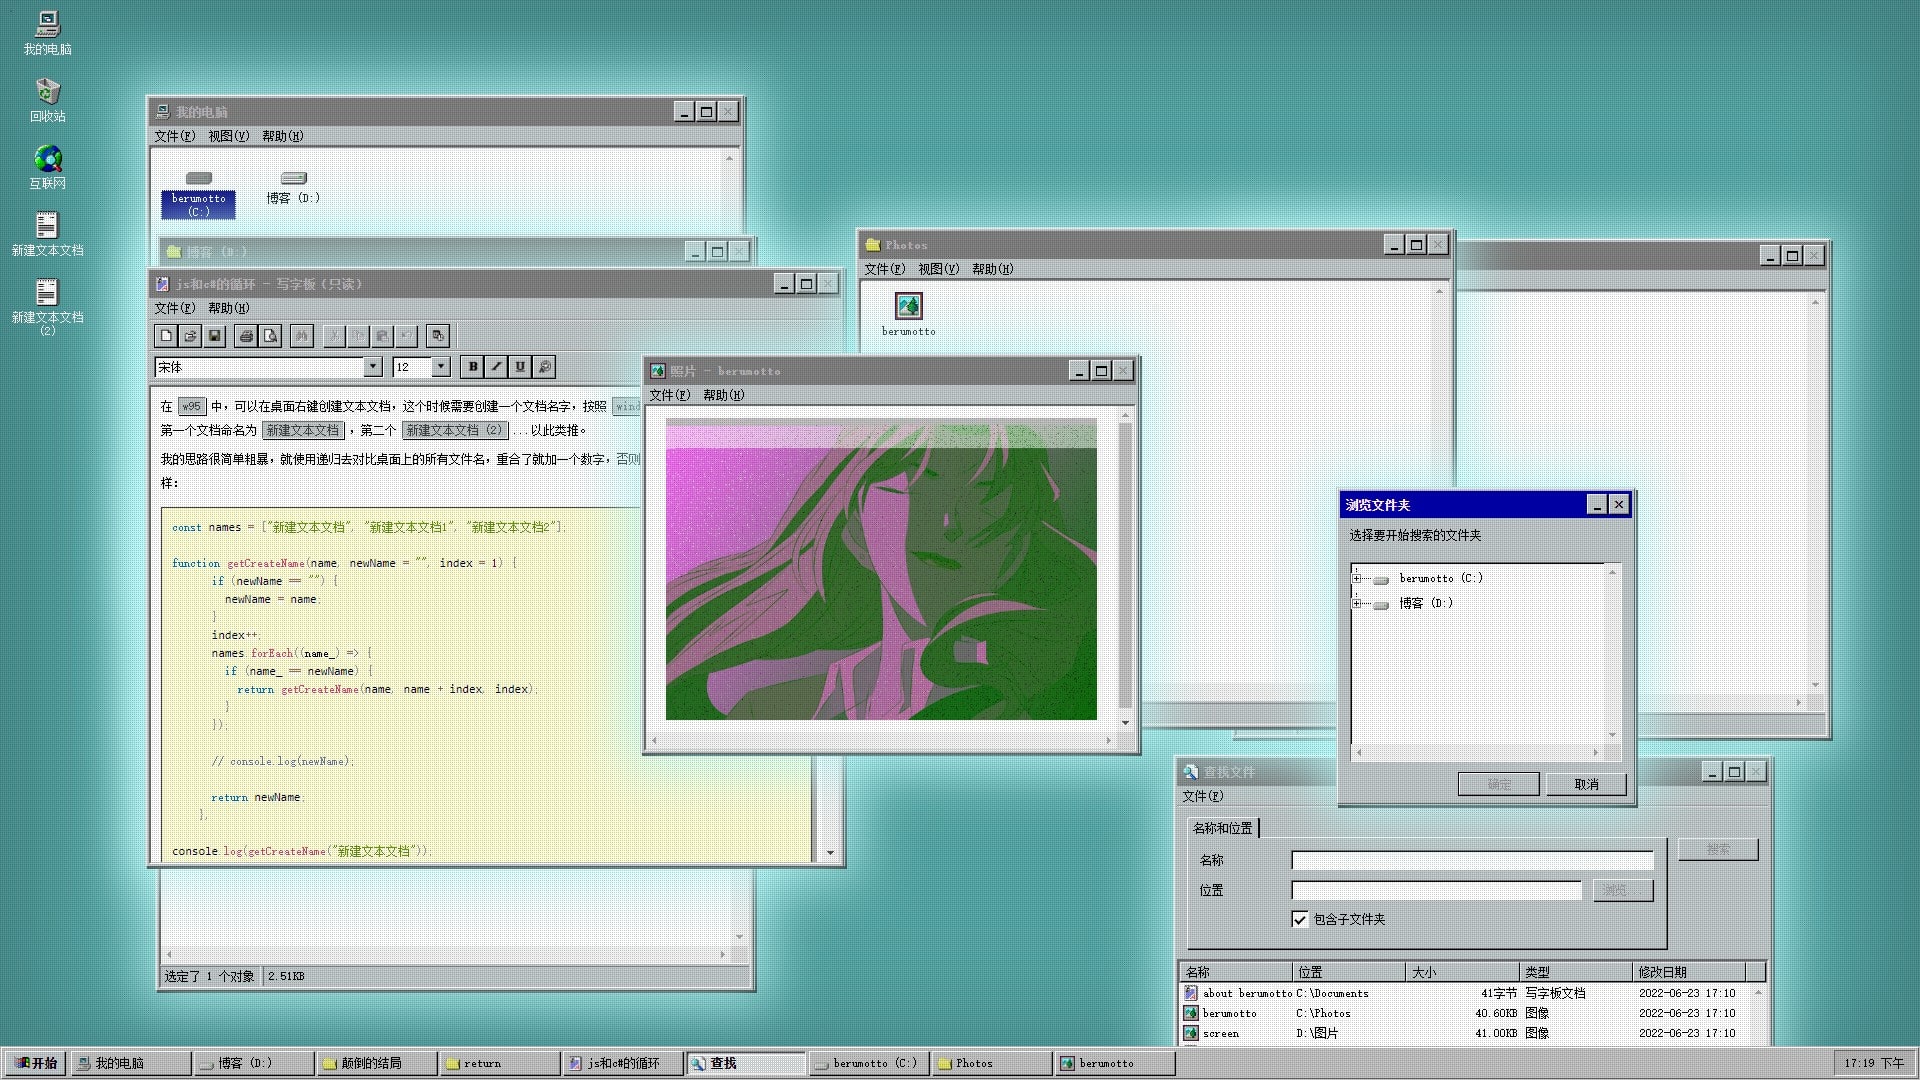 我的电脑
回收站
互联网
新建文本文档
新建文本文档
(2)
我的电脑
文件(F) 视图(V) 帮助(H)
berumotto
(C:)
博客 (D:)
博客 (D:)
js和c#的循环 - 写字板（只读）
文件(F) 帮助(H)
宋体 12 B I U
在 w95 中，可以在桌面右键创建文本文档，这个时候需要创建一个文档名字，按照 wind
第一个文档命名为 新建文本文档 ，第二个 新建文本文档 (2) ...以此类推。
我的思路很简单粗暴，就使用递归去对比桌面上的所有文件名，重合了就加一个数字，否则
样：
const names = ["新建文本文档", "新建文本文档1", "新建文本文档2"];
function getCreateName(name, newName = "", index = 1) {
if (newName == "") {
newName = name;
}
index++;
names.forEach((name_) => {
if (name_ == newName) {
return getCreateName(name, name + index, index);
}
});
// console.log(newName);
return newName;
},
console.log(getCreateName("新建文本文档"));
选定了 1 个对象 2.51KB
Photos
文件(F) 视图(V) 帮助(H)
berumotto
照片 - berumotto
文件(F) 帮助(H)
浏览文件夹
选择要开始搜索的文件夹
berumotto (C:)
博客 (D:)
确定 取消
查找文件
文件(F)
名称和位置
名称
搜索
位置
浏览...
包含子文件夹
名称 位置 大小 类型 修改日期
about berumotto C:\Documents 41字节 写字板文档 2022-06-23 17:10
berumotto C:\Photos 40.60KB 图像 2022-06-23 17:10
screen D:\图片 41.00KB 图像 2022-06-23 17:10
开始 我的电脑 博客 (D:) 颠倒的结局 return js和c#的循环 查找 berumotto (C:) Photos berumotto 17:19 下午